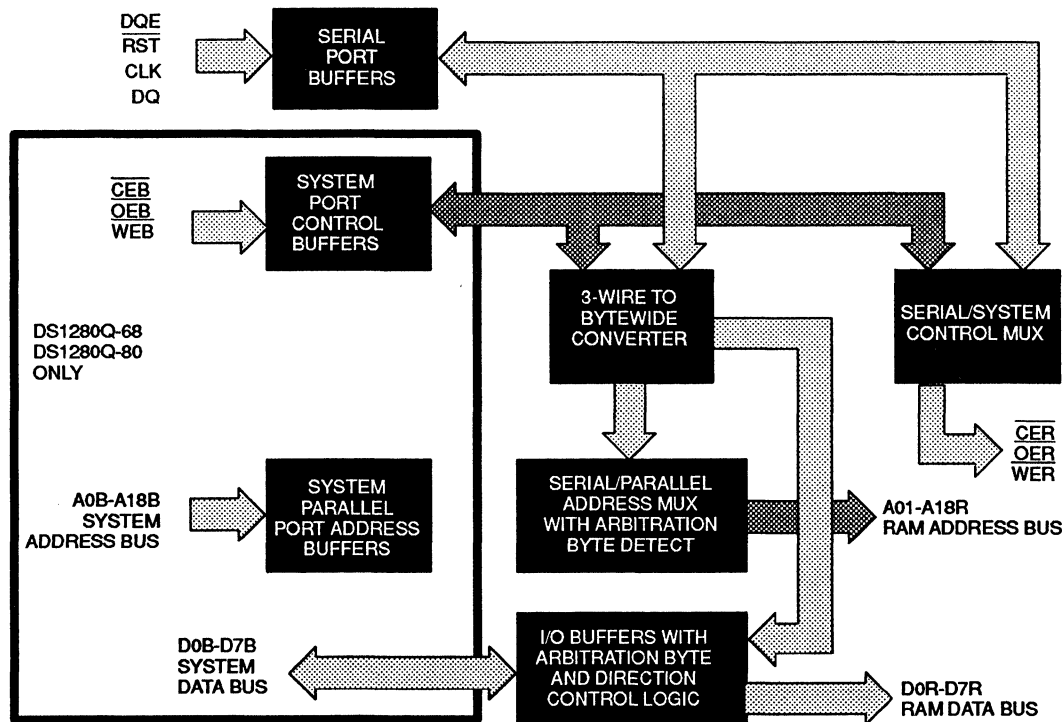 DQE
RST
CLK
DQ
SERIAL
PORT
BUFFERS
CEB
OEB
WEB
SYSTEM
PORT
CONTROL
BUFFERS
3-WIRE TO
BYTEWIDE
CONVERTER
SERIAL/SYSTEM
CONTROL MUX
DS1280Q-68
DS1280Q-80
ONLY
CER
OER
WER
A0B-A18B
SYSTEM
ADDRESS BUS
SYSTEM
PARALLEL
PORT ADDRESS
BUFFERS
SERIAL/PARALLEL
ADDRESS MUX
WITH ARBITRATION
BYTE DETECT
A01-A18R
RAM ADDRESS BUS
D0B-D7B
SYSTEM
DATA BUS
I/O BUFFERS WITH
ARBITRATION BYTE
AND DIRECTION
CONTROL LOGIC
D0R-D7R
RAM DATA BUS